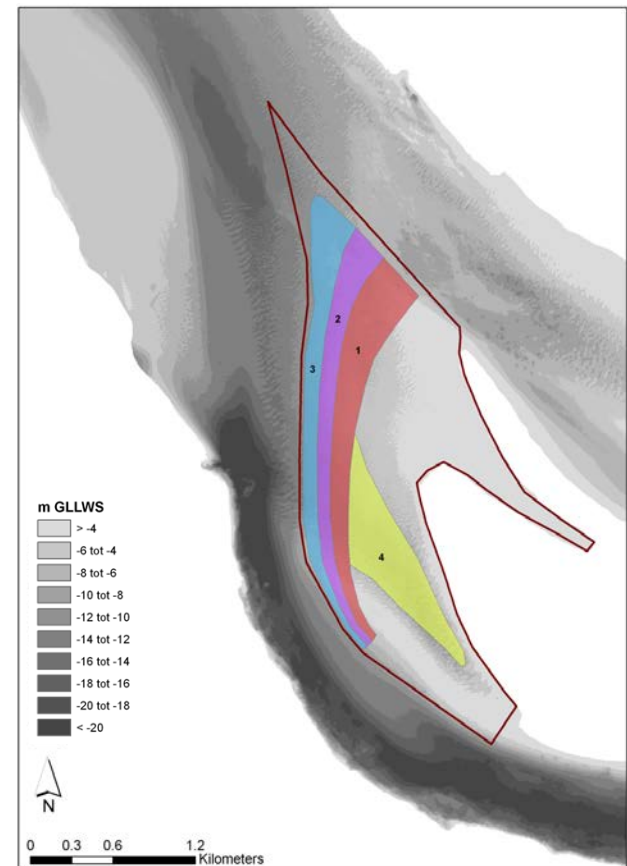 2
1
3
4
m GLLWS
> -4
-6 tot -4
-8 tot -6
-10 tot -8
-12 tot -10
-14 tot -12
-16 tot -14
-18 tot -16
-20 tot -18
< -20
N
0 0.3 0.6 1.2
Kilometers